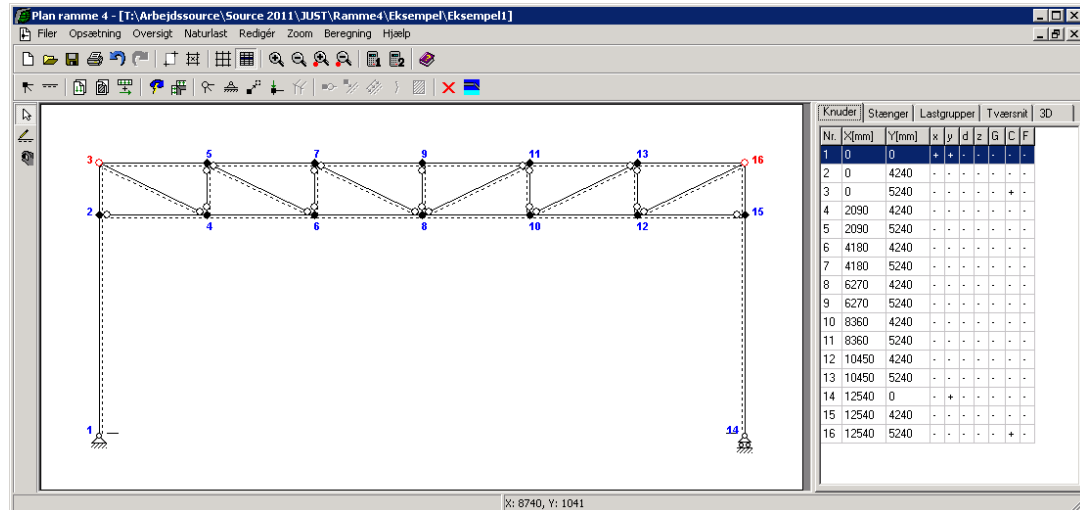 Plan ramme 4 - [T:\Arbejdssource\Source 2011\JUST\Ramme4\Eksempel\Eksempel1]
Filer Opsætning Oversigt Naturlast Redigér Zoom Beregning Hjælp
1 2
Knuder Stænger Lastgrupper Tværsnit 3D
Nr. X[mm] Y[mm] x y d z G C F
1 0 0 + + - - - - -
2 0 4240 - - - - - - -
3 0 5240 - - - - - + -
4 2090 4240 - - - - - - -
5 2090 5240 - - - - - - -
6 4180 4240 - - - - - - -
7 4180 5240 - - - - - - -
8 6270 4240 - - - - - - -
9 6270 5240 - - - - - - -
10 8360 4240 - - - - - - -
11 8360 5240 - - - - - - -
12 10450 4240 - - - - - - -
13 10450 5240 - - - - - - -
14 12540 0 - + - - - - -
15 12540 4240 - - - - - - -
16 12540 5240 - - - - - + -
3 5 7 9 11 13 16
2 4 6 8 10 12 15
1 14
X: 8740, Y: 1041